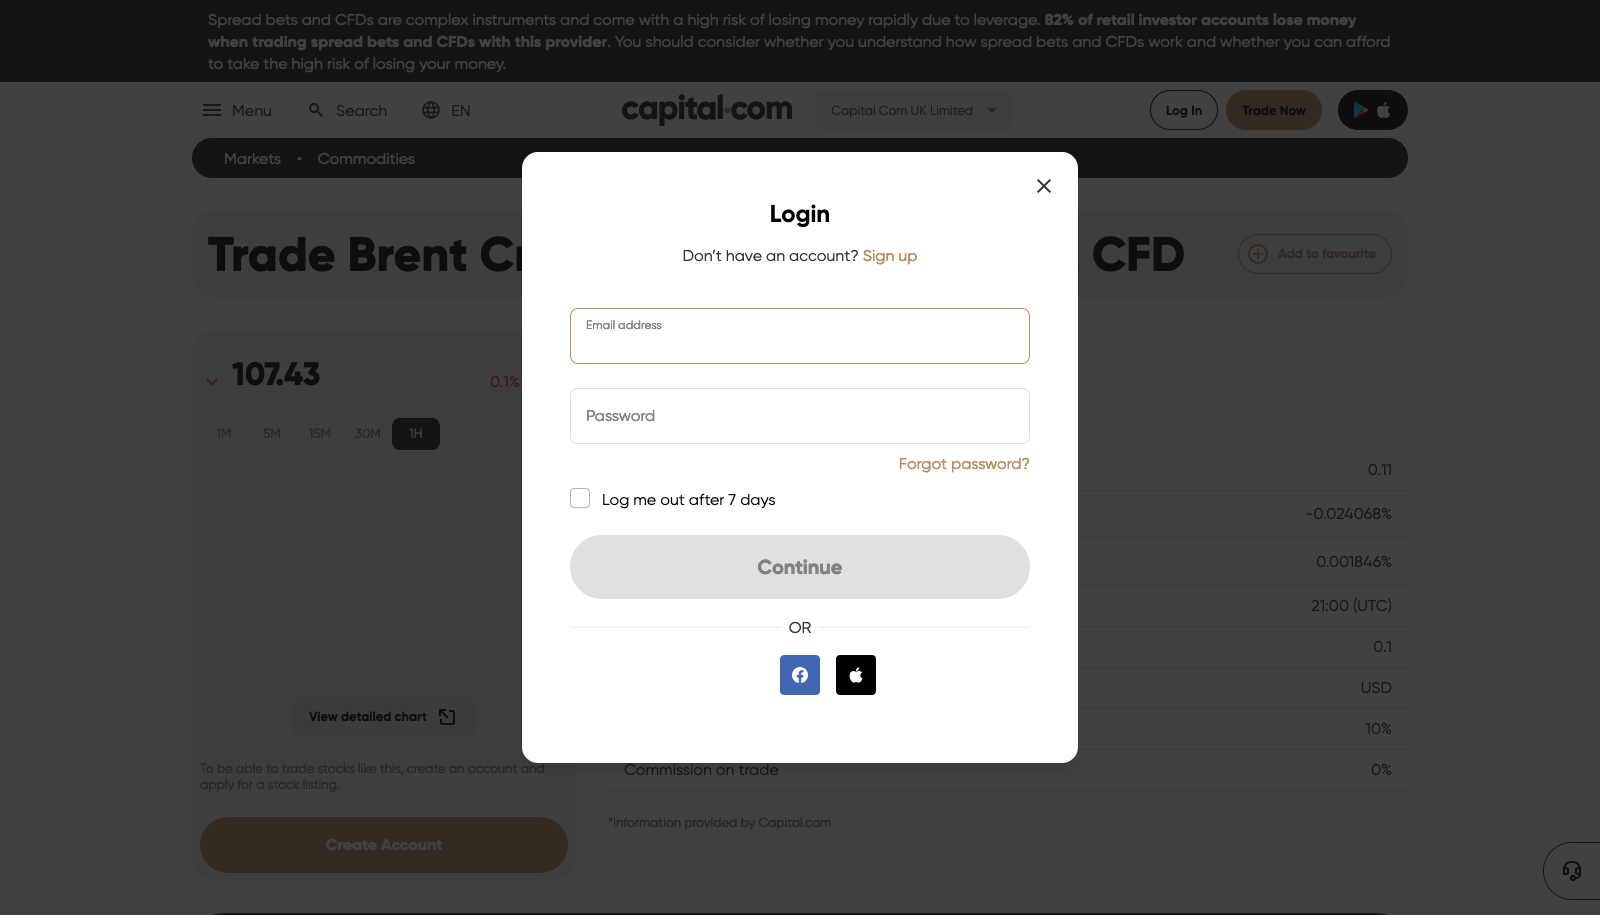 Spread bets and CFDs are complex instruments and come with a high risk of losing money rapidly due to leverage. 82% of retail investor accounts lose money
when trading spread bets and CFDs with this provider. You should consider whether you understand how spread bets and CFDs work and whether you can afford
to take the high risk of losing your money.
Menu
Search
EN
capital.com
Capital Com UK Limited
Log In
Trade Now
Markets • Commodities
Trade Brent
CFD
Add to favourite
107.43
0.1%
1M
5M
15M
30M
1H
View detailed chart
To be able to trade stocks like this, create an account and
apply for a stock listing.
Create Account
Login
Don't have an account? Sign up
Email address
Password
Forgot password?
Log me out after 7 days
Continue
OR
0.11
-0.024068%
0.001846%
21:00 (UTC)
0.1
USD
10%
Commission on trade
0%
*Information provided by Capital.com